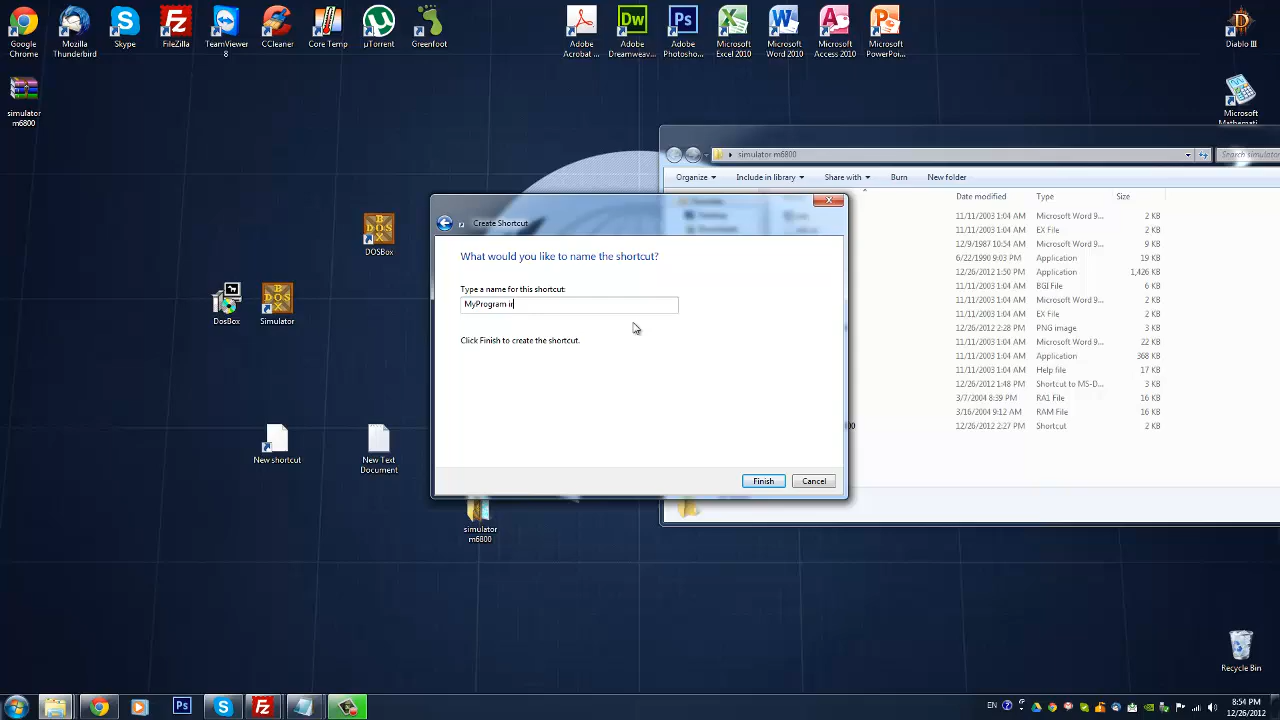 Google
Chrome
Mozilla
Thunderbird
Skype
FileZilla
TeamViewer
8
CCleaner
Core Temp
µTorrent
Greenfoot
Adobe
Acrobat ...
Adobe
Dreamweav...
Adobe
Photosho...
Microsoft
Excel 2010
Microsoft
Word 2010
Microsoft
Access 2010
Microsoft
PowerPoi...
Diablo III
simulator
m6800
Microsoft
Mathemati...
simulator m6800
Search simulator
Organize
Include in library
Share with
Burn
New folder
Date modified
Type
Size
11/11/2003 1:04 AM Microsoft Word 9... 2 KB
11/11/2003 1:04 AM EX File 2 KB
12/9/1987 10:54 AM Microsoft Word 9... 9 KB
6/22/1990 9:03 PM Application 19 KB
12/26/2012 1:50 PM Application 1,426 KB
11/11/2003 1:04 AM BGI File 6 KB
11/11/2003 1:04 AM Microsoft Word 9... 2 KB
11/11/2003 1:04 AM EX File 2 KB
12/26/2012 2:28 PM PNG image 3 KB
11/11/2003 1:04 AM Microsoft Word 9... 22 KB
11/11/2003 1:04 AM Application 368 KB
11/11/2003 1:04 AM Help file 17 KB
12/26/2012 1:48 PM Shortcut to MS-D... 3 KB
3/7/2004 8:39 PM RA1 File 16 KB
3/16/2004 9:12 AM RAM File 16 KB
12/26/2012 2:27 PM Shortcut 2 KB
Create Shortcut
What would you like to name the shortcut?
Type a name for this shortcut:
MyProgram in
Click Finish to create the shortcut.
Finish
Cancel
DOSBox
DosBox
Simulator
New shortcut
New Text
Document
simulator
m6800
Recycle Bin
EN
8:54 PM
12/26/2012